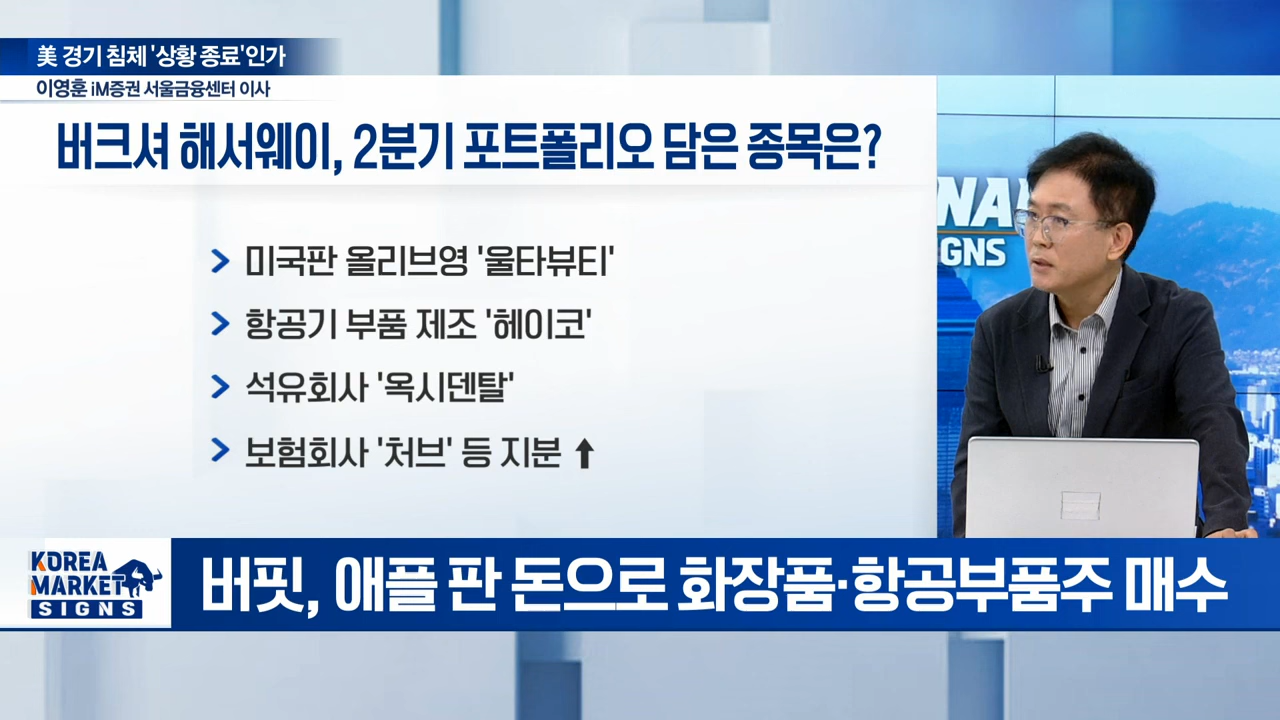 美 경기 침체 '상황 종료'인가
이영훈 iM증권 서울금융센터 이사
버크셔 해서웨이, 2분기 포트폴리오 담은 종목은?
미국판 올리브영 '울타뷰티'
항공기 부품 제조 '헤이코'
석유회사 '옥시덴탈'
보험회사 '처브' 등 지분 ↑
SIGNS
KOREA
MARKET
SIGNS
버핏, 애플 판 돈으로 화장품·항공부품주 매수